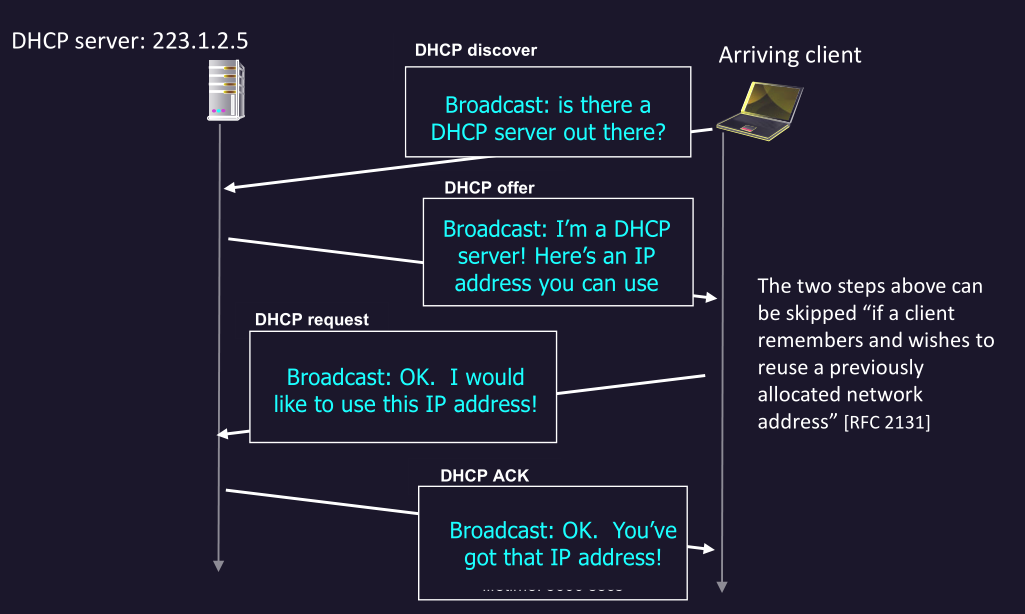 DHCP server: 223.1.2.5
DHCP discover
Arriving client
Broadcast: is there a
DHCP server out there?
DHCP offer
Broadcast: I’m a DHCP
server! Here’s an IP
address you can use
The two steps above can
be skipped “if a client
remembers and wishes to
reuse a previously
allocated network
address” [RFC 2131]
DHCP request
Broadcast: OK.  I would
like to use this IP address!
DHCP ACK
Broadcast: OK.  You’ve
got that IP address!